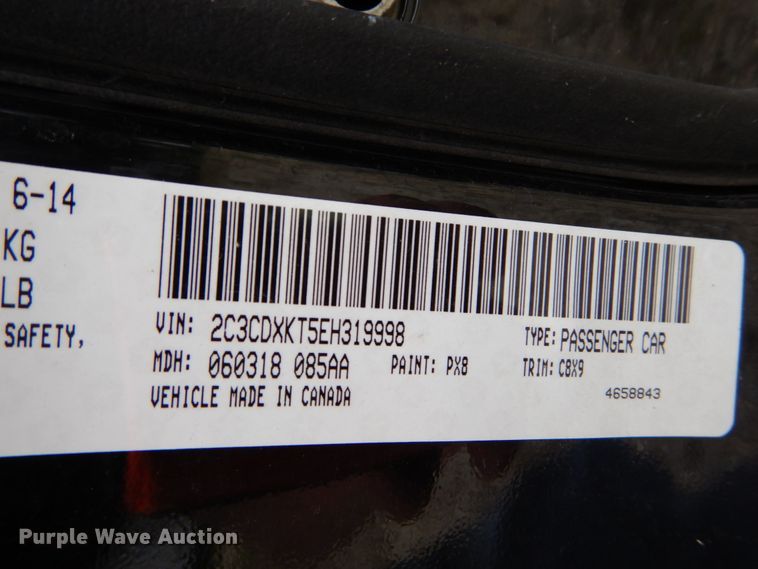 6-14
KG
LB
SAFETY,
VIN: 2C3CDXKT5EH319998 TYPE: PASSENGER CAR
MDH: 060318 085AA PAINT: PX8 TRIM: C8X9
VEHICLE MADE IN CANADA 4658843
Purple Wave Auction